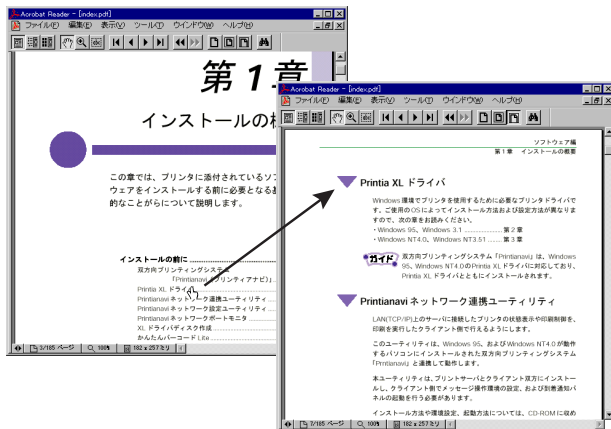 Acrobat Reader - [index.pdf]
ファイル(F) 編集(E) 表示(V) ツール(T) ウインドウ(W) ヘルプ(H)
第1章
インストールの
この章では、プリンタに添付されているソ
ウェアをインストールする前に必要となる
的なことがらについて説明します。
インストールの前に
双方向プリンティングシステム
「Printianavi(プリンティアナビ)」
Printia XL ドライバ
Printianavi ネットワーク連携ユーティリティ
Printianavi ネットワーク設定ユーティリティ
Printianavi ネットワークポートモニタ
XL ドライバディスク作成
かんたんバーコード Lite
3/185 ページ 100% 182 x 257 ミリ
Acrobat Reader - [index.pdf]
ファイル(F) 編集(E) 表示(V) ツール(T) ウインドウ(W) ヘルプ(H)
ソフトウェア編
第1章 インストールの概要
Printia XL ドライバ
Windows 環境でプリンタを使用するために必要なプリンタドライバで
す。ご使用の OS によってインストール方法および設定方法が異なりま
すので、次の章をお読みください。
・Windows 95、Windows 3.1 ................... 第2章
・Windows NT4.0、Windows NT3.51 ........ 第3章
ガイド 双方向プリンティングシステム「Printianavi」は、Windows
95、Windows NT4.0のPrintia XLドライバに対応しており、
Printia XL ドライバとともにインストールされます。
Printianavi ネットワーク連携ユーティリティ
LAN(TCP/IP)上のサーバに接続したプリンタの状態表示や印刷制御を、
印刷を実行したクライアント側で行えるようにします。
このユーティリティは、Windows 95、および Windows NT4.0 が動作
するパソコンにインストールされた双方向プリンティングシステム
「Printianavi」と連携して動作します。
本ユーティリティは、プリントサーバとクライアント双方にインストー
ルし、クライアント側でメッセージ操作環境の設定、および到着通知パ
ネルの起動を行う必要があります。
インストール方法や環境設定、起動方法については、CD-ROMに収め
7/185 ページ 100% 182 x 257 ミリ